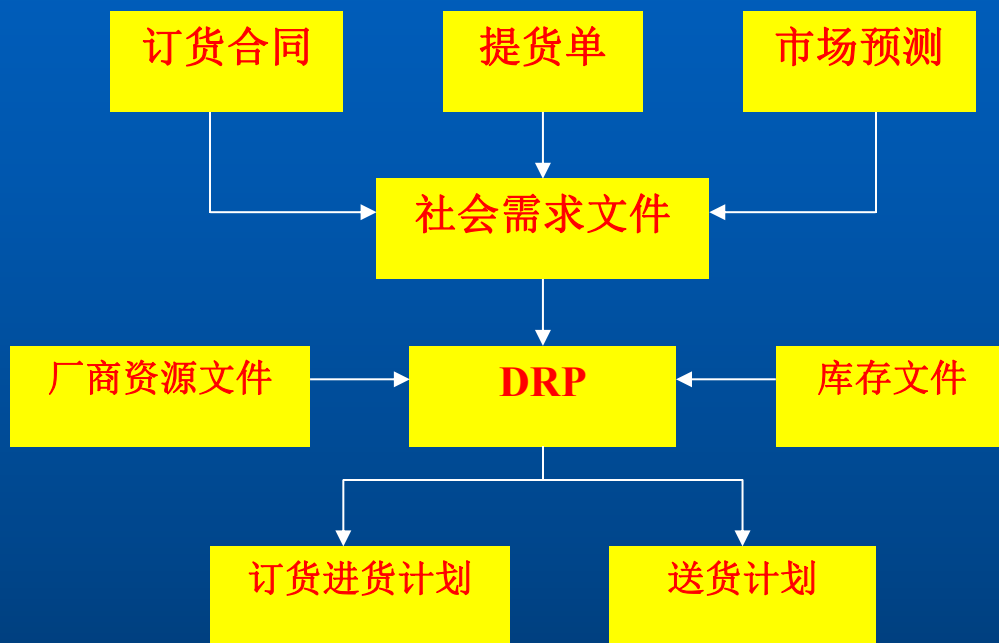 订货合同
提货单
市场预测
社会需求文件
厂商资源文件
DRP
库存文件
订货进货计划
送货计划